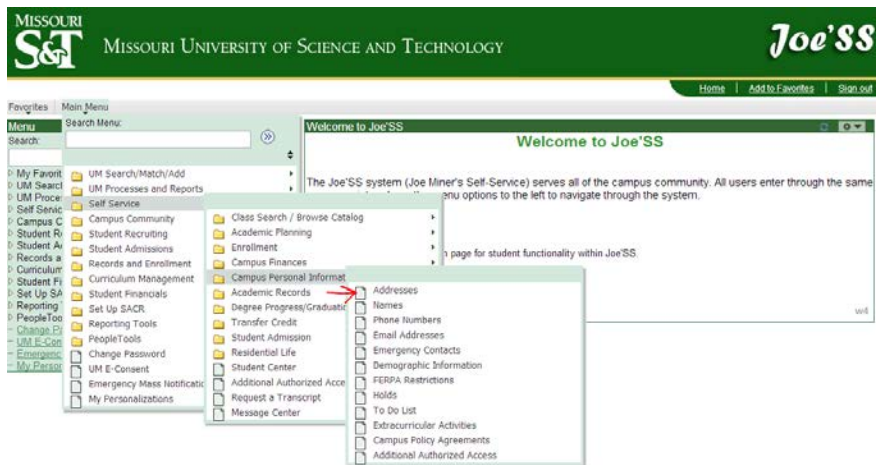 MISSOURI
S&T
MISSOURI UNIVERSITY OF SCIENCE AND TECHNOLOGY
Joe'SS
Home | Add to Favorites | Sign out
Favorites Main Menu
Menu
Search:
My Favorit
UM Search
UM Proce
Self Servic
Campus C
Student R
Student A
Records a
Curriculum
Student Fi
Set Up SA
Reporting
PeopleToo
Change P
UM E-Con
Emergenc
My Person
Search Menu:
UM Search/Match/Add
UM Processes and Reports
Self Service
Campus Community
Student Recruiting
Student Admissions
Records and Enrollment
Curriculum Management
Student Financials
Set Up SACR
Reporting Tools
PeopleTools
Change Password
UM E-Consent
Emergency Mass Notificatio
My Personalizations
Class Search / Browse Catalog
Academic Planning
Enrollment
Campus Finances
Campus Personal Informat
Academic Records
Degree Progress/Graduatio
Transfer Credit
Student Admission
Residential Life
Student Center
Additional Authorized Acce
Request a Transcript
Message Center
Addresses
Names
Phone Numbers
Email Addresses
Emergency Contacts
Demographic Information
FERPA Restrictions
Holds
To Do List
Extracurricular Activities
Campus Policy Agreements
Additional Authorized Access
Welcome to Joe'SS
Welcome to Joe'SS
The Joe'SS system (Joe Miner's Self-Service) serves all of the campus community. All users enter through the same
enu options to the left to navigate through the system.
n page for student functionality within Joe'SS.
w4